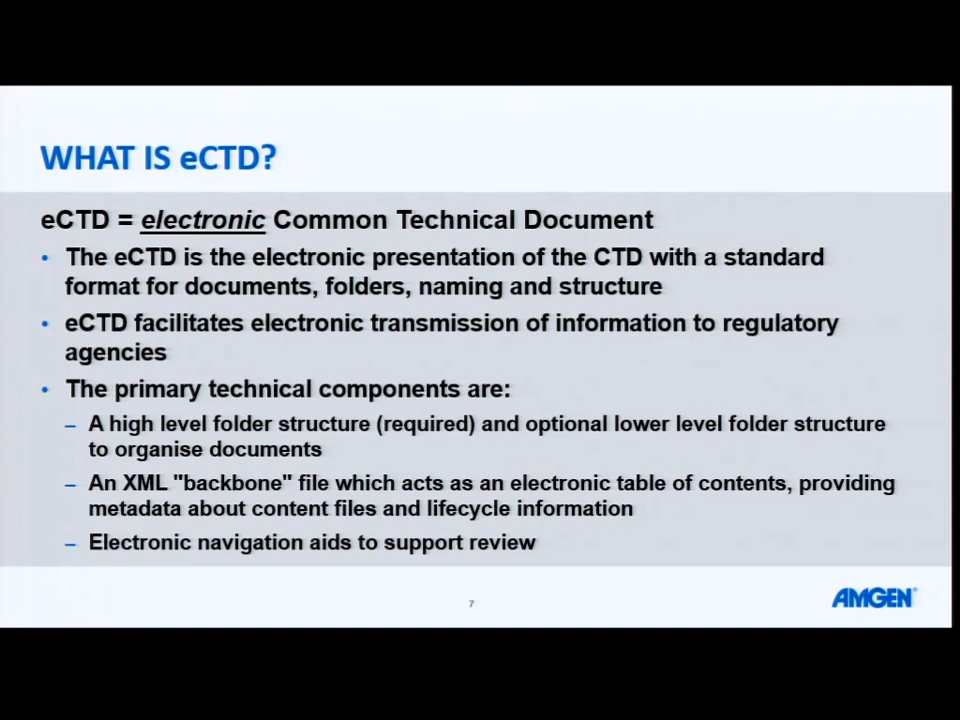 WHAT IS eCTD?
eCTD = electronic Common Technical Document
• The eCTD is the electronic presentation of the CTD with a standard
format for documents, folders, naming and structure
• eCTD facilitates electronic transmission of information to regulatory
agencies
• The primary technical components are:
– A high level folder structure (required) and optional lower level folder structure
to organise documents
– An XML "backbone" file which acts as an electronic table of contents, providing
metadata about content files and lifecycle information
– Electronic navigation aids to support review
7
AMGEN®